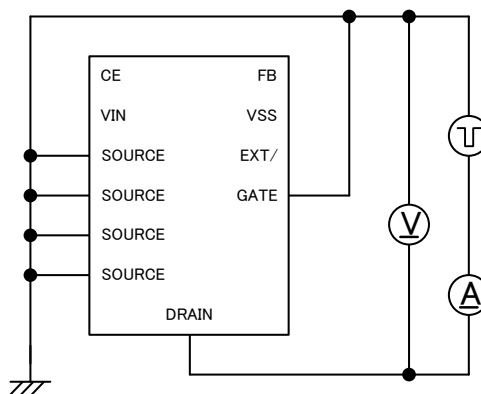 CE FB
VIN VSS
SOURCE EXT/
SOURCE GATE
SOURCE
SOURCE
DRAIN
V
A